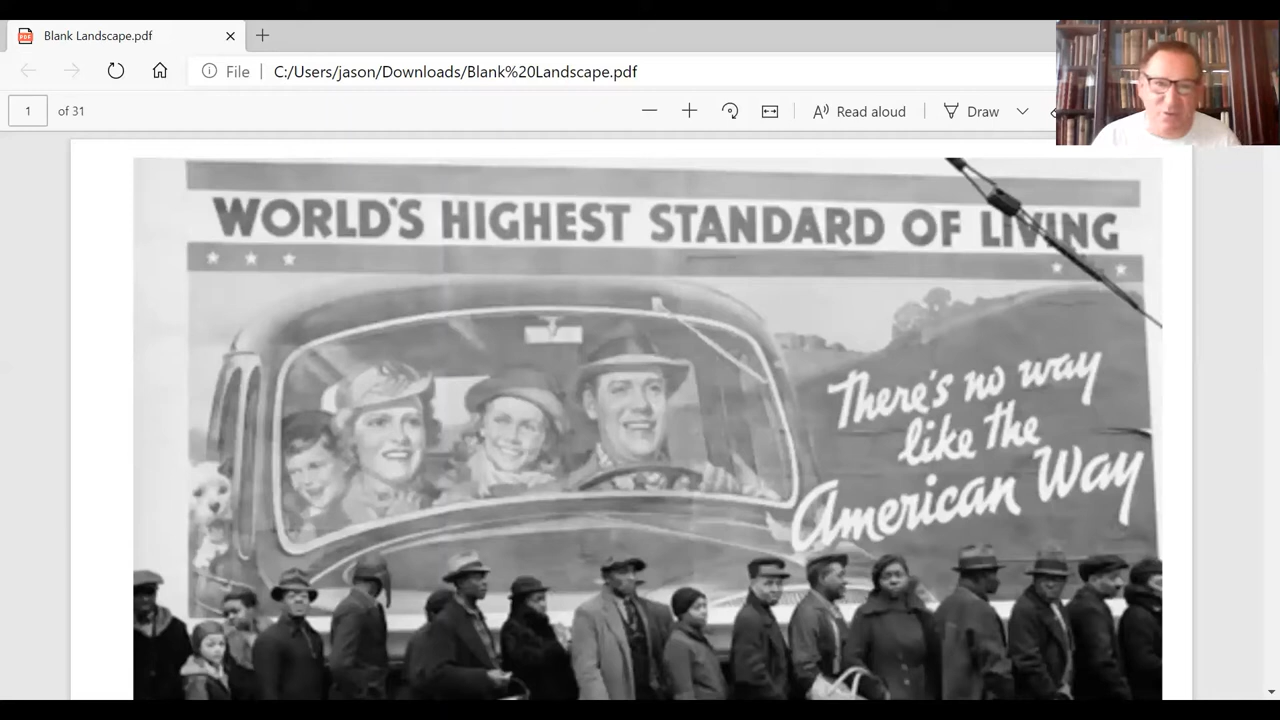 Blank Landscape.pdf
File C:/Users/jason/Downloads/Blank%20Landscape.pdf
1 of 31 Read aloud Draw
WORLD'S HIGHEST STANDARD OF LIVING
There's no way
like the
American Way